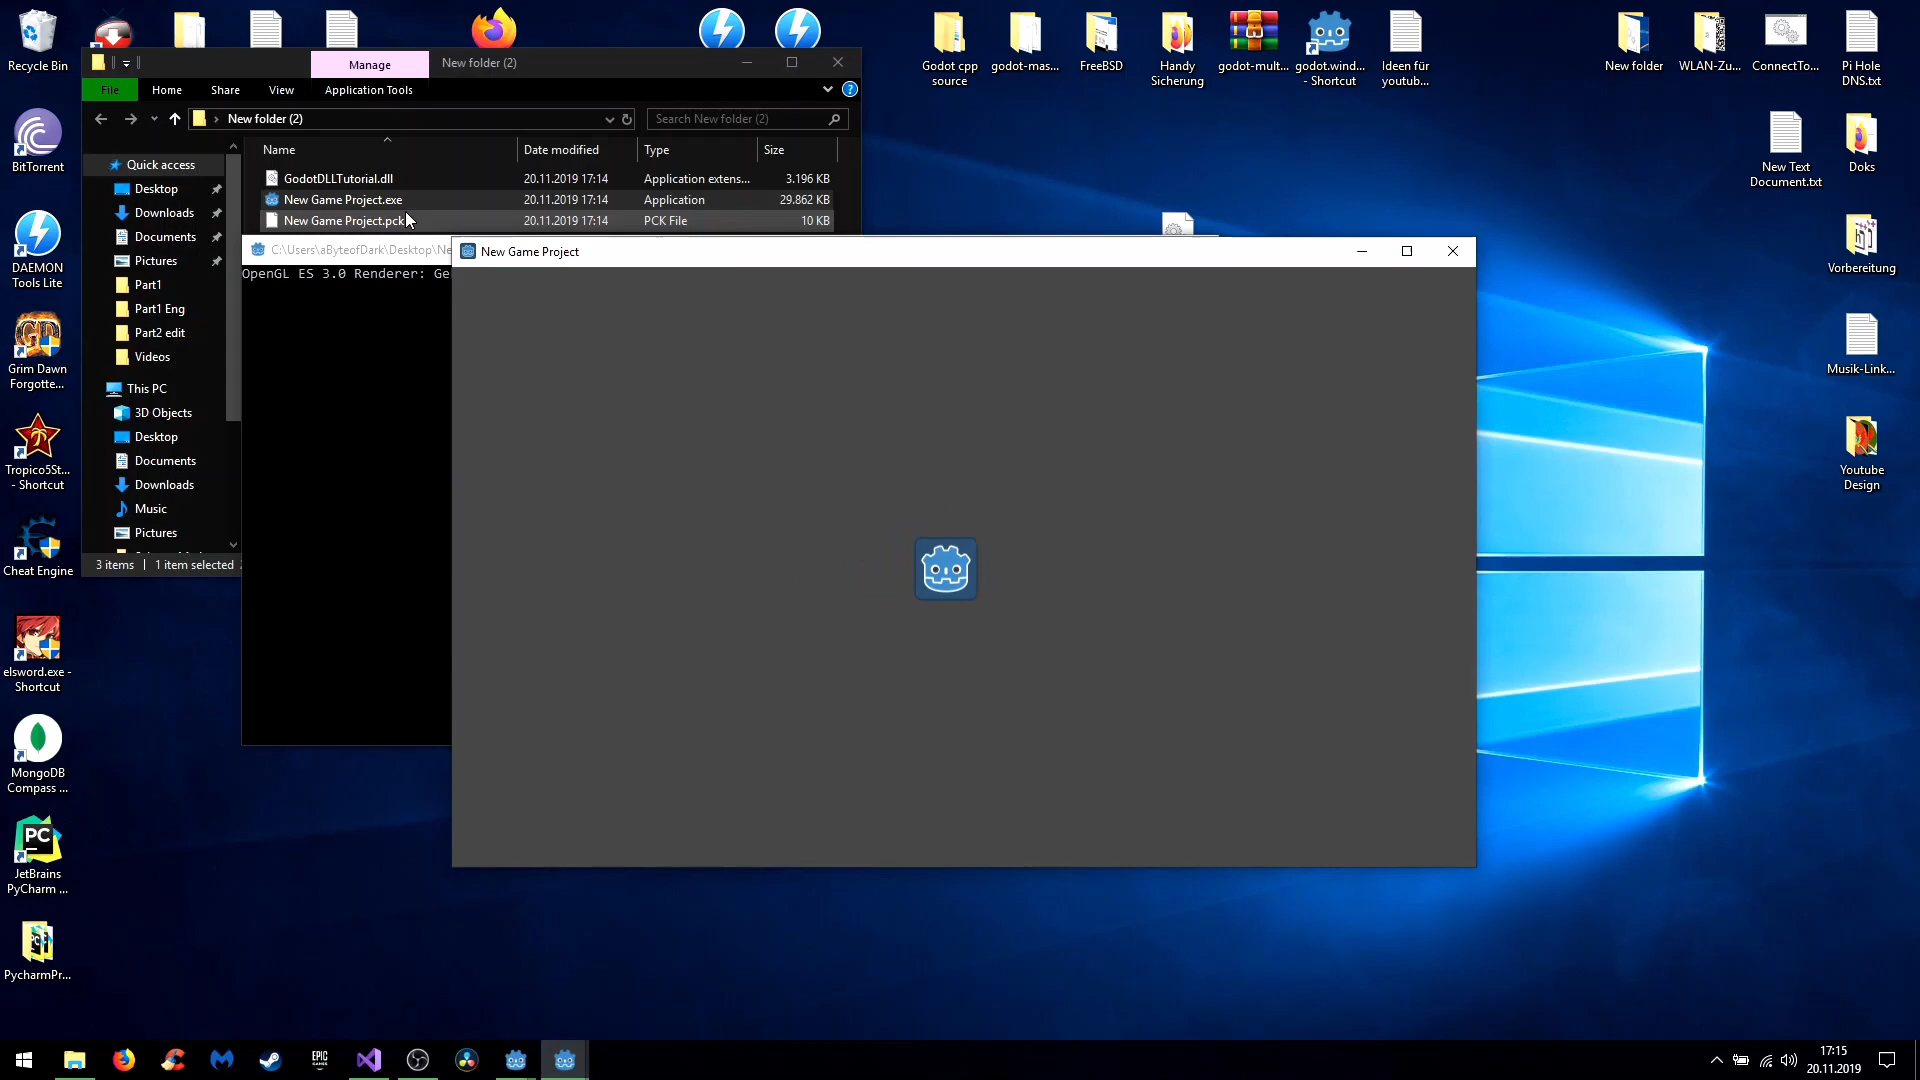 Recycle Bin
BitTorrent
DAEMON
Tools Lite
Grim Dawn
Forgotte...
Tropico5St...
- Shortcut
Cheat Engine
elsword.exe -
Shortcut
MongoDB
Compass ...
JetBrains
PyCharm ...
PycharmPr...
Manage
New folder (2)
File
Home
Share
View
Application Tools
New folder (2)
Search New folder (2)
Name
Date modified
Type
Size
GodotDLLTutorial.dll
20.11.2019 17:14
Application extens...
3.196 KB
New Game Project.exe
20.11.2019 17:14
Application
29.862 KB
New Game Project.pck
20.11.2019 17:14
PCK File
10 KB
Quick access
Desktop
Downloads
Documents
Pictures
Part1
Part1 Eng
Part2 edit
Videos
This PC
3D Objects
Desktop
Documents
Downloads
Music
Pictures
3 items
1 item selected
C:\Users\aByteofDark\Desktop\Ne
OpenGL ES 3.0 Renderer: Ge
New Game Project
Godot cpp
source
godot-mas...
FreeBSD
Handy
Sicherung
godot-mult...
godot.wind...
- Shortcut
Ideen für
youtub...
New folder
WLAN-Zu...
ConnectTo...
Pi Hole
DNS.txt
New Text
Document.txt
Doks
Vorbereitung
Musik-Link...
Youtube
Design
EPIC
GAMES
17:15
20.11.2019